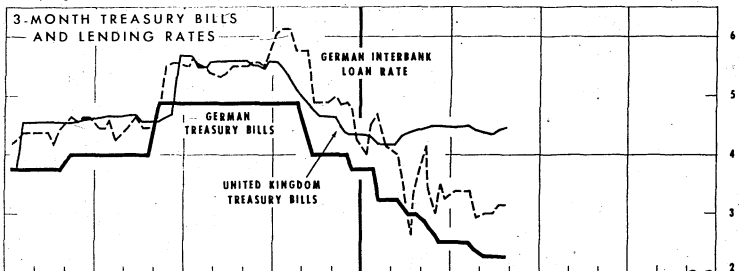 3-MONTH TREASURY BILLS
AND LENDING RATES
6
GERMAN INTERBANK
LOAN RATE
5
GERMAN
TREASURY BILLS
4
UNITED KINGDOM
TREASURY BILLS
3
2